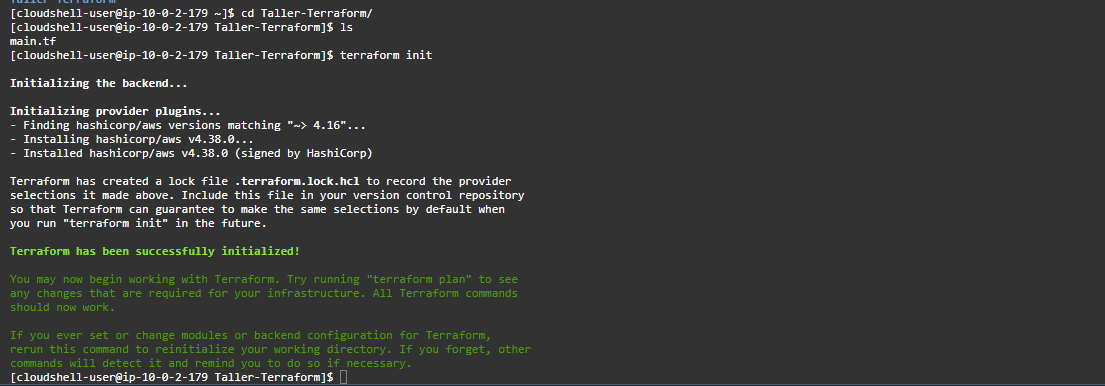 Taller-Terraform
[cloudshell-user@ip-10-0-2-179 ~]$ cd Taller-Terraform/
[cloudshell-user@ip-10-0-2-179 Taller-Terraform]$ ls
main.tf
[cloudshell-user@ip-10-0-2-179 Taller-Terraform]$ terraform init
Initializing the backend...
Initializing provider plugins...
- Finding hashicorp/aws versions matching "~> 4.16"...
- Installing hashicorp/aws v4.38.0...
- Installed hashicorp/aws v4.38.0 (signed by HashiCorp)
Terraform has created a lock file .terraform.lock.hcl to record the provider
selections it made above. Include this file in your version control repository
so that Terraform can guarantee to make the same selections by default when
you run "terraform init" in the future.
Terraform has been successfully initialized!
You may now begin working with Terraform. Try running "terraform plan" to see
any changes that are required for your infrastructure. All Terraform commands
should now work.
If you ever set or change modules or backend configuration for Terraform,
rerun this command to reinitialize your working directory. If you forget, other
commands will detect it and remind you to do so if necessary.
[cloudshell-user@ip-10-0-2-179 Taller-Terraform]$